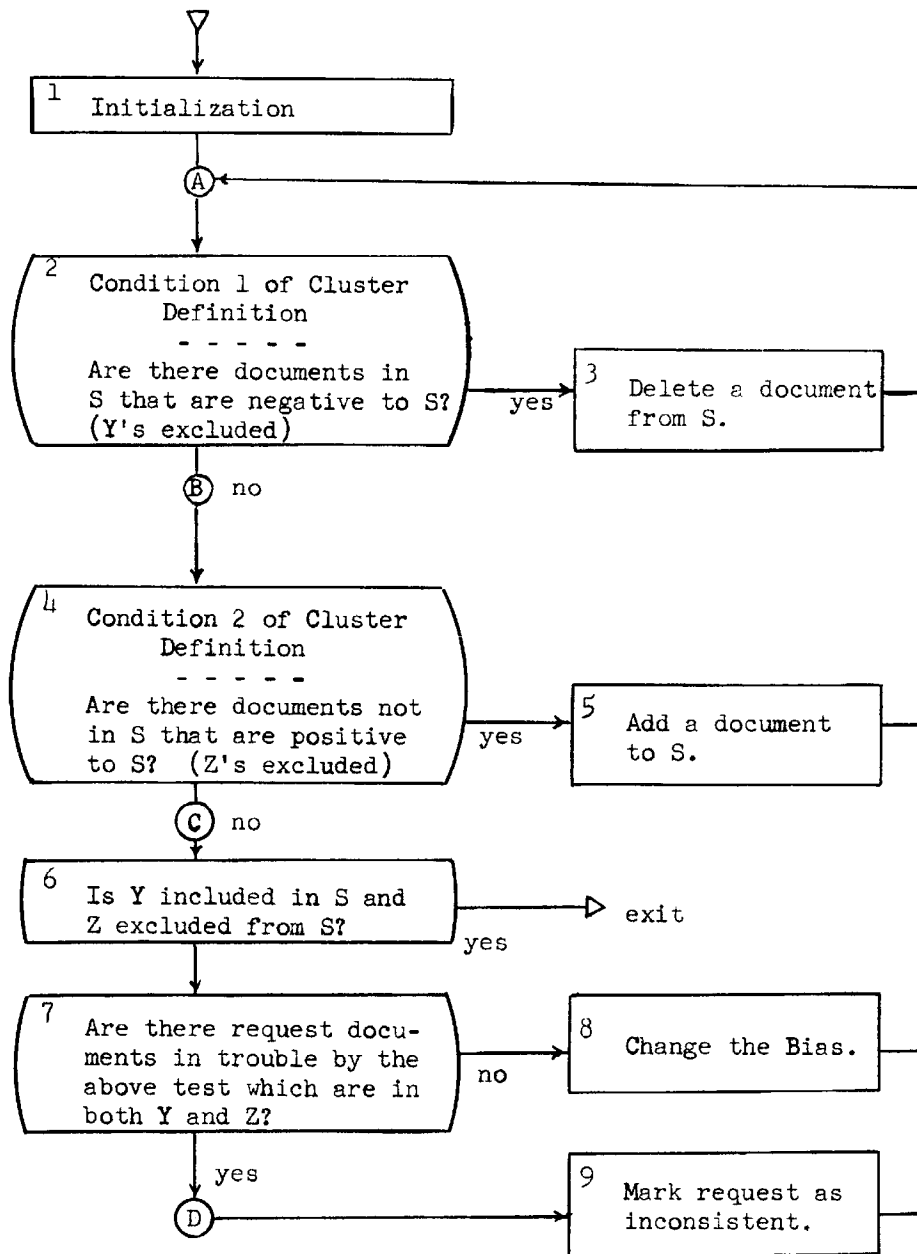 1
Initialization
A
2
Condition 1 of Cluster
Definition
- - - - -
Are there documents in
S that are negative to S?
(Y's excluded)
yes
3
Delete a document
from S.
B no
4
Condition 2 of Cluster
Definition
- - - - -
Are there documents not
in S that are positive
to S? (Z's excluded)
yes
5
Add a document
to S.
C no
6
Is Y included in S and
Z excluded from S?
yes
exit
7
Are there request docu-
ments in trouble by the
above test which are in
both Y and Z?
no
8
Change the Bias.
yes
D
9
Mark request as
inconsistent.